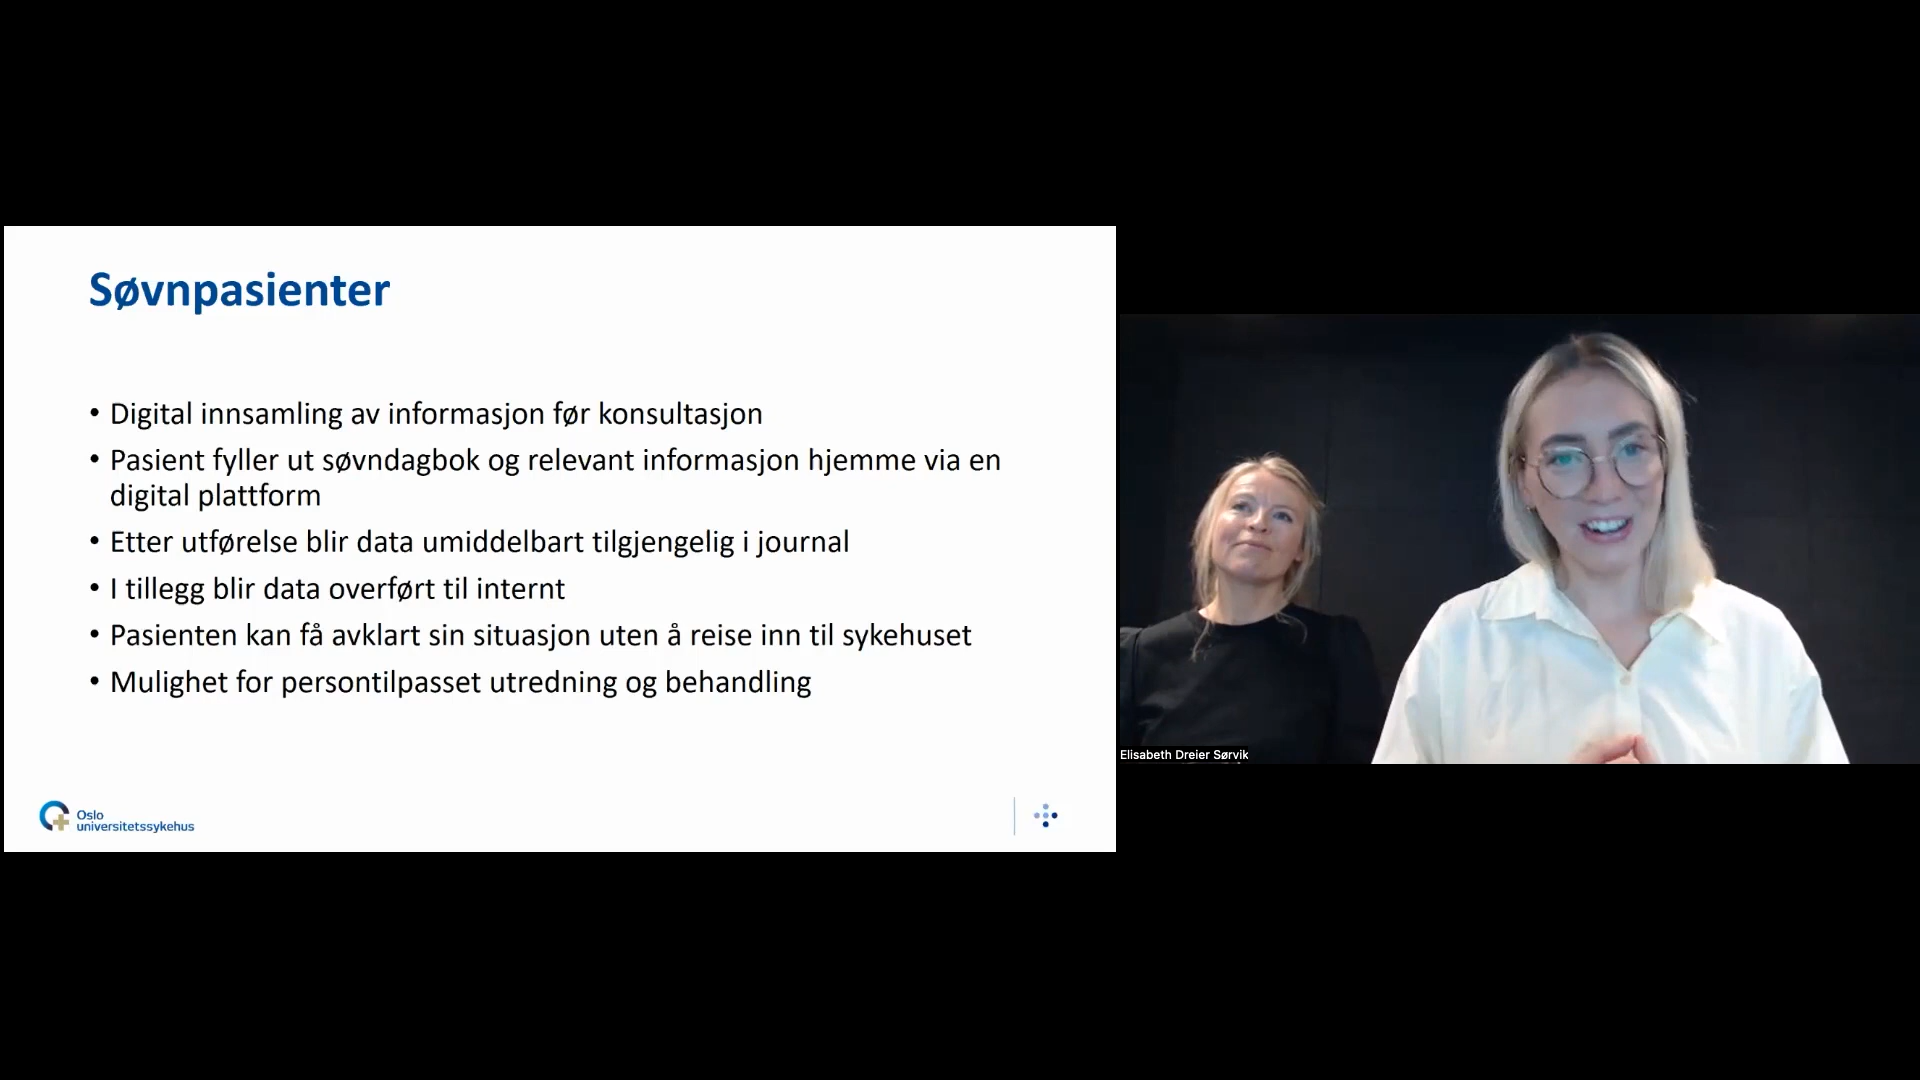 Søvnpasienter
• Digital innsamling av informasjon før konsultasjon
• Pasient fyller ut søvndagbok og relevant informasjon hjemme via en
digital plattform
• Etter utførelse blir data umiddelbart tilgjengelig i journal
• I tillegg blir data overført til internt
• Pasienten kan få avklart sin situasjon uten å reise inn til sykehuset
• Mulighet for persontilpasset utredning og behandling
Oslo
universitetssykehus
Elisabeth Dreier Sørvik